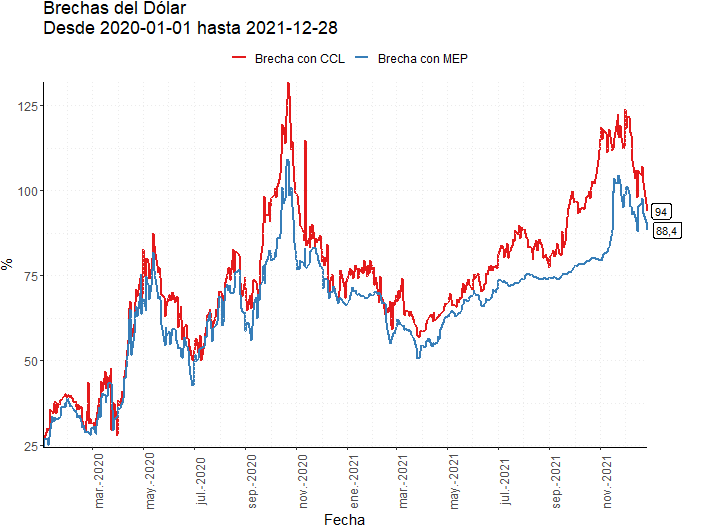 Brechas del Dólar
Desde 2020-01-01 hasta 2021-12-28
Brecha con CCL
Brecha con MEP
%
125
100
75
50
25
94
88,4
mar.-2020
may.-2020
jul.-2020
sep.-2020
nov.-2020
ene.-2021
mar.-2021
may.-2021
jul.-2021
sep.-2021
nov.-2021
Fecha